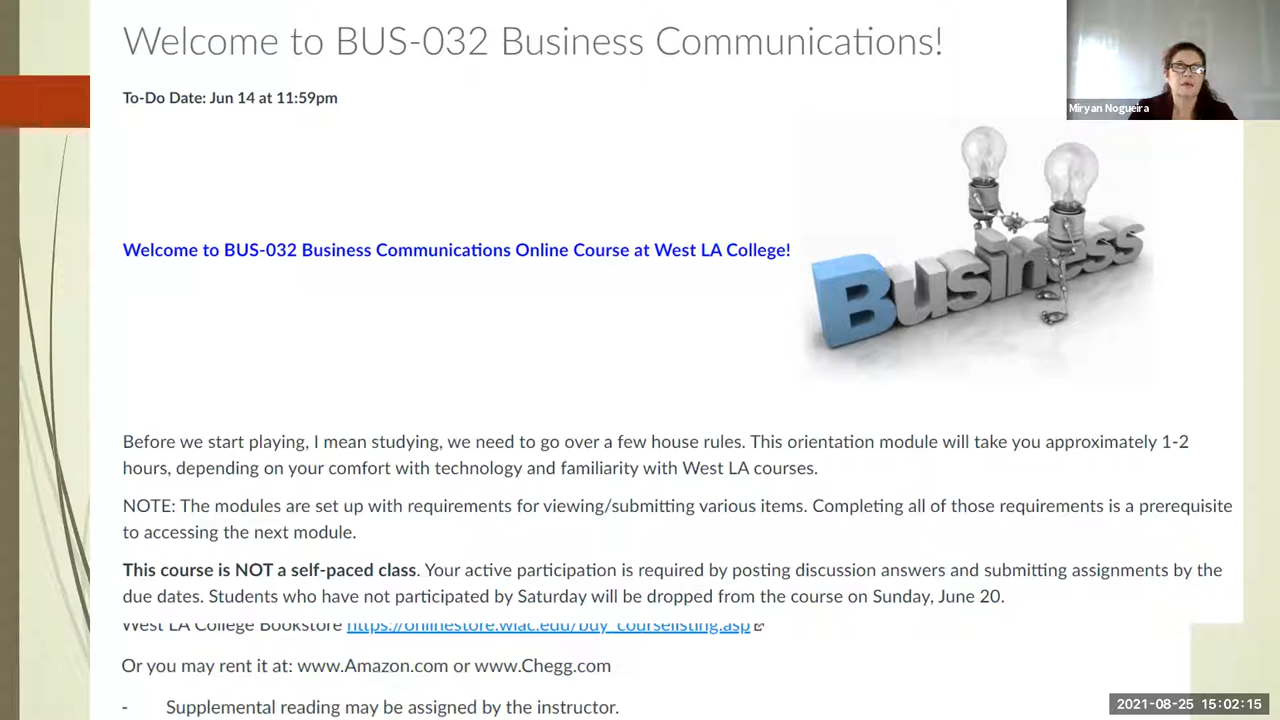 Welcome to BUS-032 Business Communications!
Miryan Nogueira
To-Do Date: Jun 14 at 11:59pm
Welcome to BUS-032 Business Communications Online Course at West LA College!
Business
Before we start playing, I mean studying, we need to go over a few house rules. This orientation module will take you approximately 1-2
hours, depending on your comfort with technology and familiarity with West LA courses.
NOTE: The modules are set up with requirements for viewing/submitting various items. Completing all of those requirements is a prerequisite
to accessing the next module.
This course is NOT a self-paced class. Your active participation is required by posting discussion answers and submitting assignments by the
due dates. Students who have not participated by Saturday will be dropped from the course on Sunday, June 20.
West LA College Bookstore https://onlinestore.wlac.edu/buy_courselisting.asp
Or you may rent it at: www.Amazon.com or www.Chegg.com
- Supplemental reading may be assigned by the instructor.
2021-08-25 15:02:15